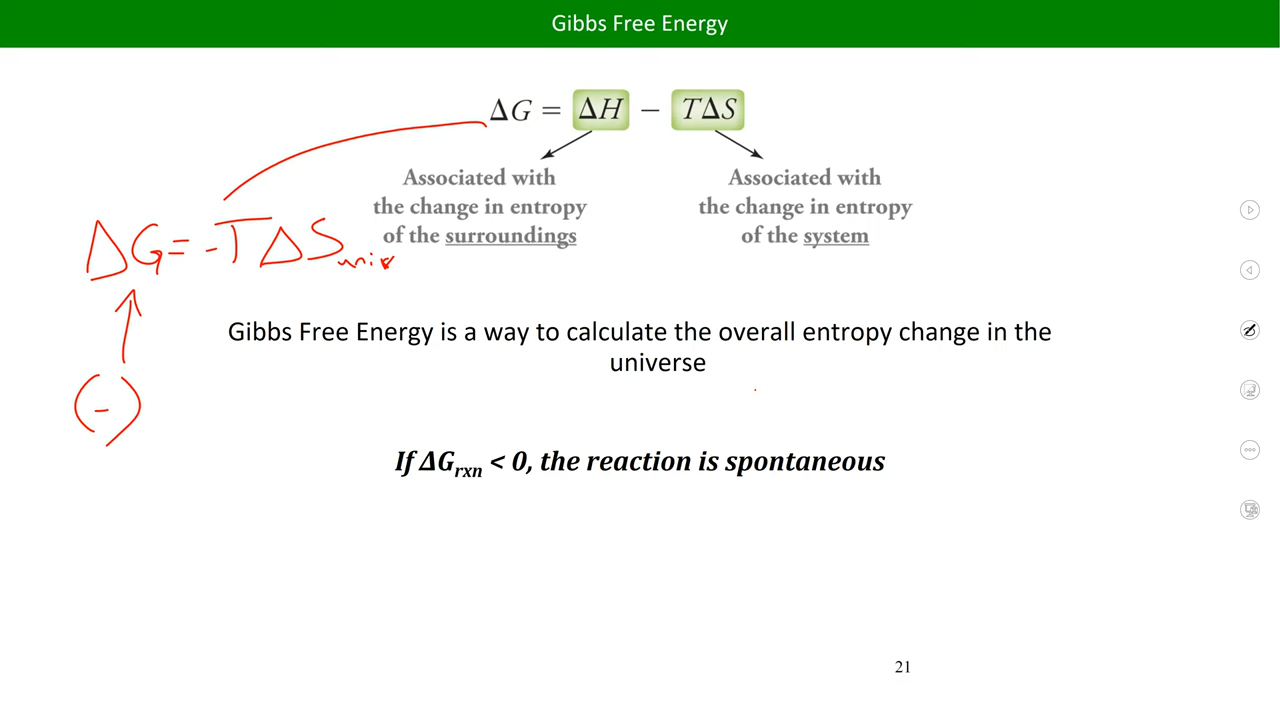 Gibbs Free Energy
ΔG = ΔH − TΔS
Associated with
the change in entropy
of the surroundings
Associated with
the change in entropy
of the system
ΔG = -TΔS univ
(-)
Gibbs Free Energy is a way to calculate the overall entropy change in the
universe
If ΔGrxn < 0, the reaction is spontaneous
21